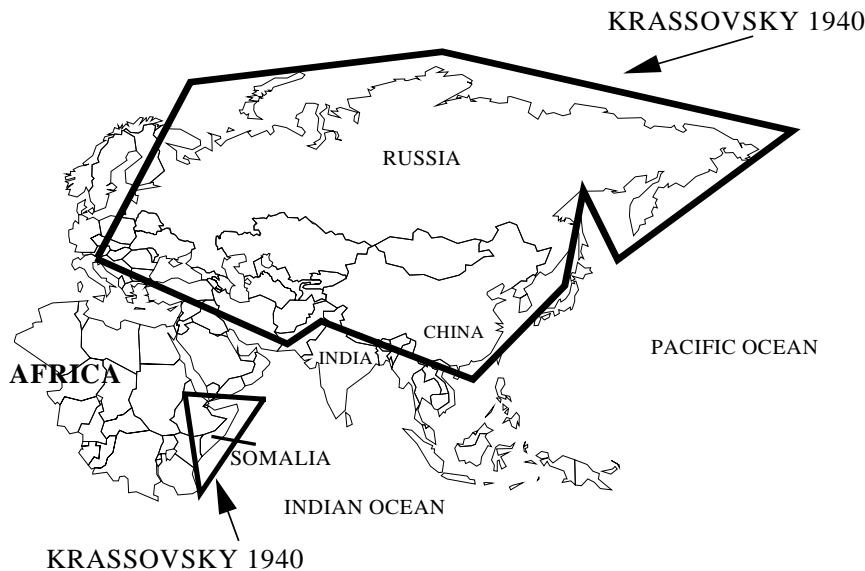 KRASSOVSKY 1940
RUSSIA
CHINA
PACIFIC OCEAN
INDIA
AFRICA
SOMALIA
INDIAN OCEAN
KRASSOVSKY 1940